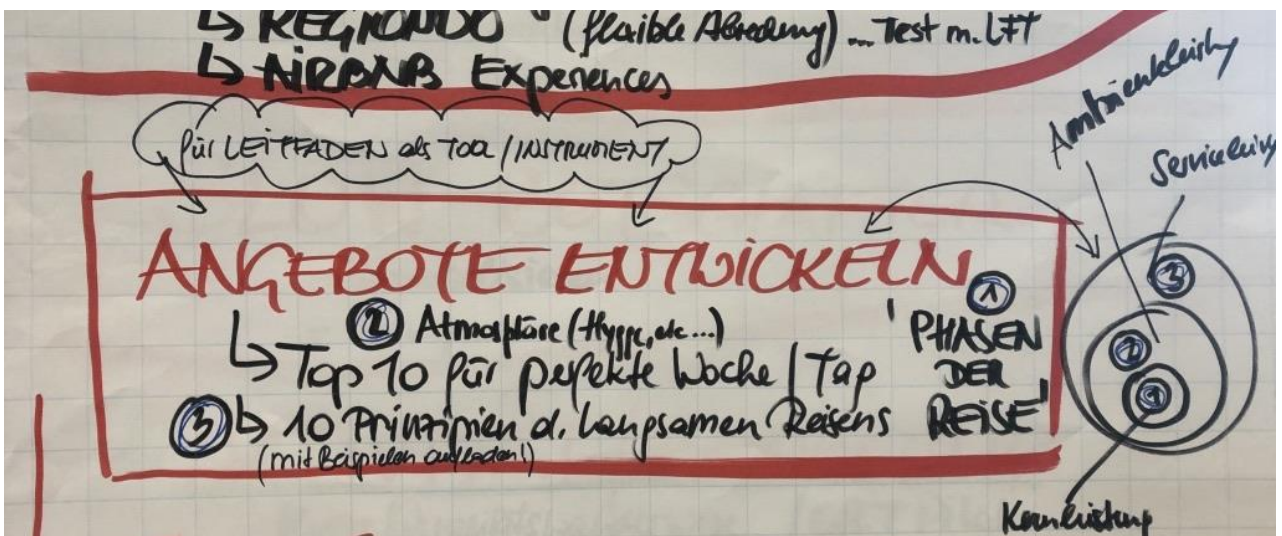 ↳ REGIONDO (flexible Abredung) ... Test m. LFT
↳ AIRBNB Experiences
für LEITFADEN als TOOL / INSTRUMENT
ANGEBOTE ENTWICKELN
② Atmosphäre (Hygge, etc...)
↳ Top 10 für perfekte Woche / Tag
③ ↳ 10 Prinzipien d. langsamen Reisens
(mit Beispielen aufladen!)
①
'PHASEN
DER
REISE'
Ambienteleistung
Serviceleistung
③
②
①
Kernleistung